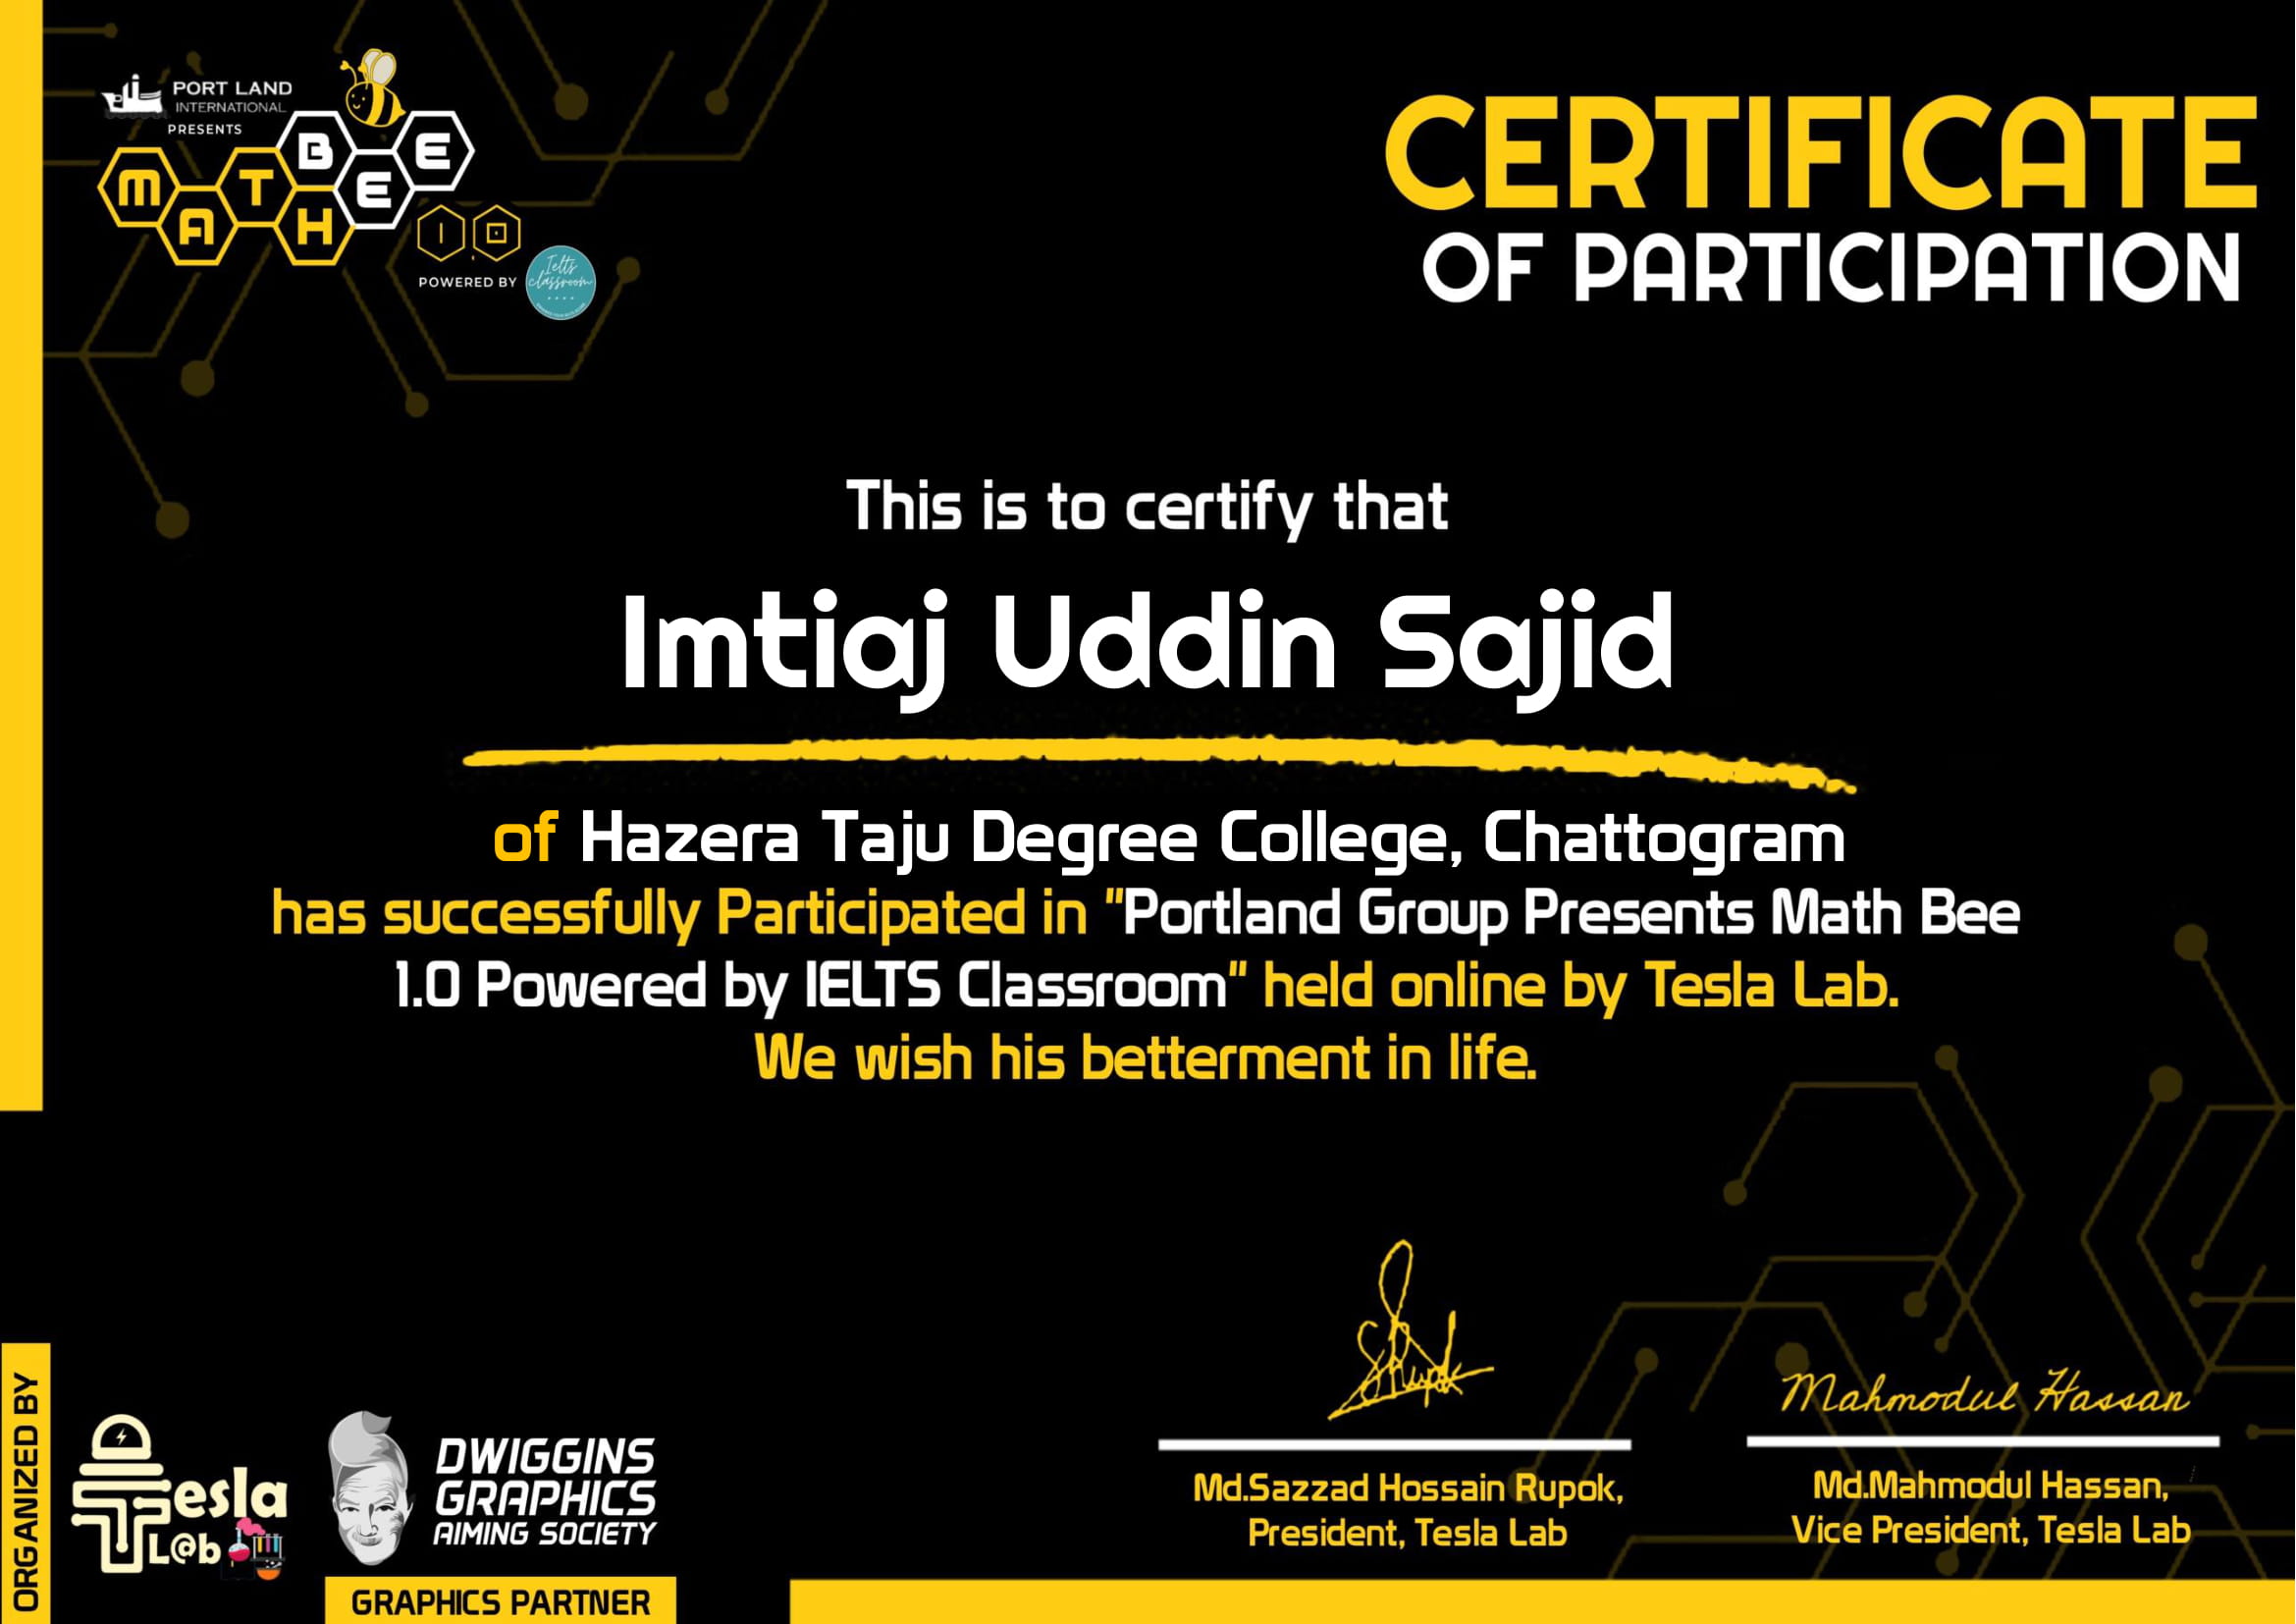 PORT LAND
INTERNATIONAL
PRESENTS
MATH BEE
1.0
POWERED BY
Ielts
classroom
CERTIFICATE
OF PARTICIPATION
This is to certify that
Imtiaj Uddin Sajid
of Hazera Taju Degree College, Chattogram
has successfully Participated in "Portland Group Presents Math Bee
1.0 Powered by IELTS Classroom" held online by Tesla Lab.
We wish his betterment in life.
Mahmodul Hassan
Md.Sazzad Hossain Rupok,
President, Tesla Lab
Md.Mahmodul Hassan,
Vice President, Tesla Lab
ORGANIZED BY
Tesla
L@b
DWIGGINS
GRAPHICS
AIMING SOCIETY
GRAPHICS PARTNER